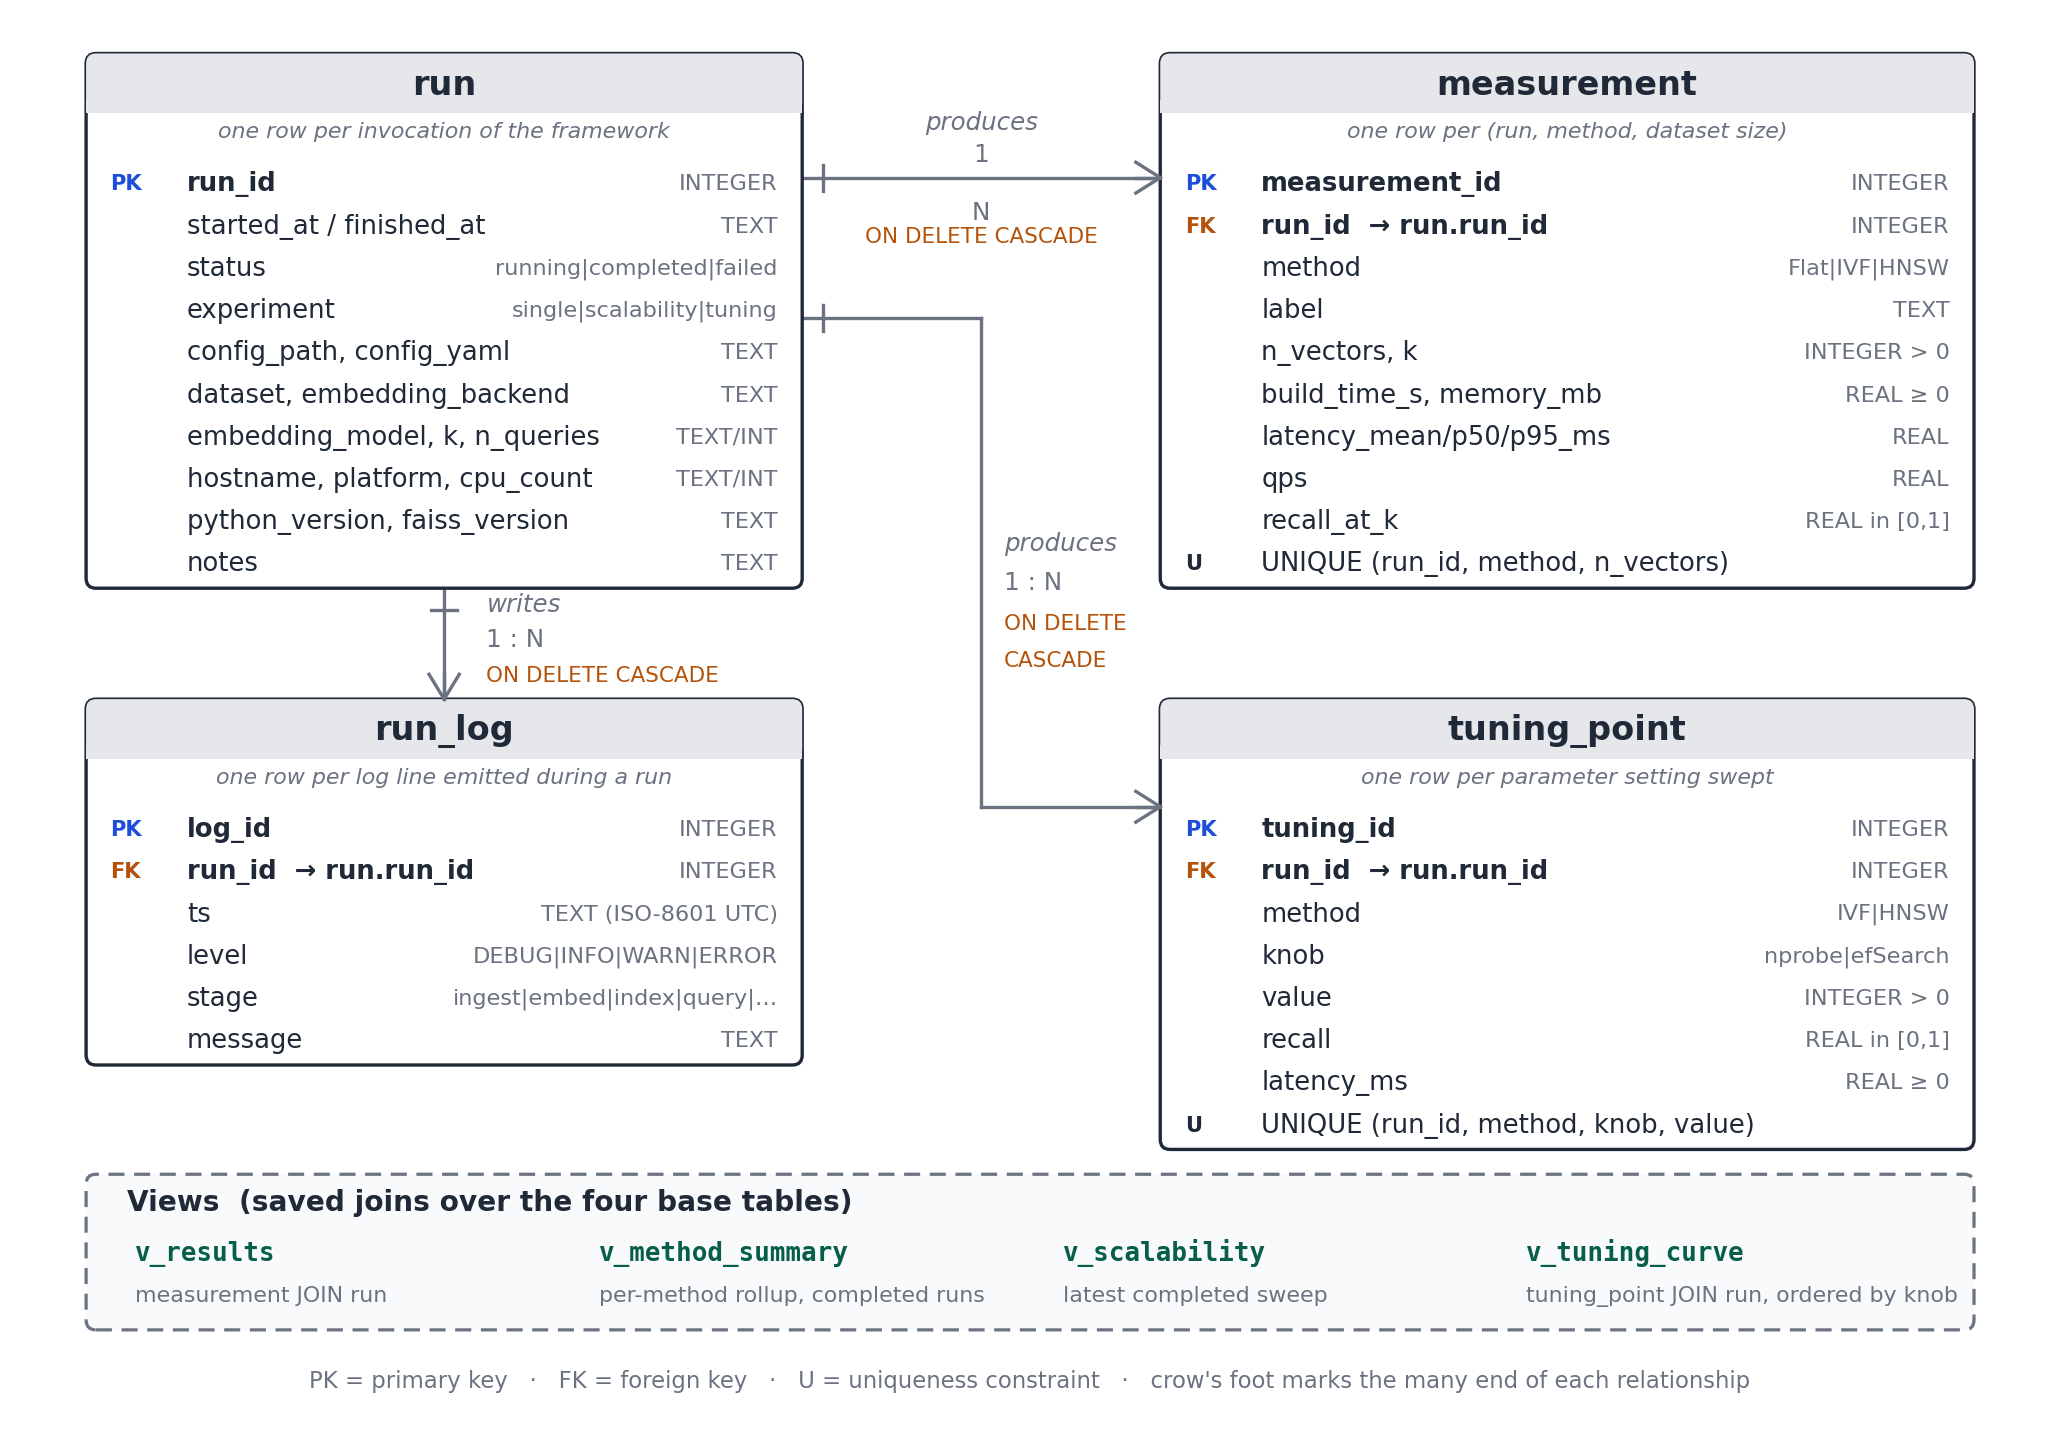 run
one row per invocation of the framework
PK run_id INTEGER
started_at / finished_at TEXT
status running|completed|failed
experiment single|scalability|tuning
config_path, config_yaml TEXT
dataset, embedding_backend TEXT
embedding_model, k, n_queries TEXT/INT
hostname, platform, cpu_count TEXT/INT
python_version, faiss_version TEXT
notes TEXT
produces
1
N
ON DELETE CASCADE
measurement
one row per (run, method, dataset size)
PK measurement_id INTEGER
FK run_id → run.run_id INTEGER
method Flat|IVF|HNSW
label TEXT
n_vectors, k INTEGER > 0
build_time_s, memory_mb REAL ≥ 0
latency_mean/p50/p95_ms REAL
qps REAL
recall_at_k REAL in [0,1]
U UNIQUE (run_id, method, n_vectors)
writes
1 : N
ON DELETE CASCADE
produces
1 : N
ON DELETE
CASCADE
run_log
one row per log line emitted during a run
PK log_id INTEGER
FK run_id → run.run_id INTEGER
ts TEXT (ISO-8601 UTC)
level DEBUG|INFO|WARN|ERROR
stage ingest|embed|index|query|…
message TEXT
tuning_point
one row per parameter setting swept
PK tuning_id INTEGER
FK run_id → run.run_id INTEGER
method IVF|HNSW
knob nprobe|efSearch
value INTEGER > 0
recall REAL in [0,1]
latency_ms REAL ≥ 0
U UNIQUE (run_id, method, knob, value)
Views (saved joins over the four base tables)
v_results v_method_summary v_scalability v_tuning_curve
measurement JOIN run per-method rollup, completed runs latest completed sweep tuning_point JOIN run, ordered by knob
PK = primary key · FK = foreign key · U = uniqueness constraint · crow's foot marks the many end of each relationship